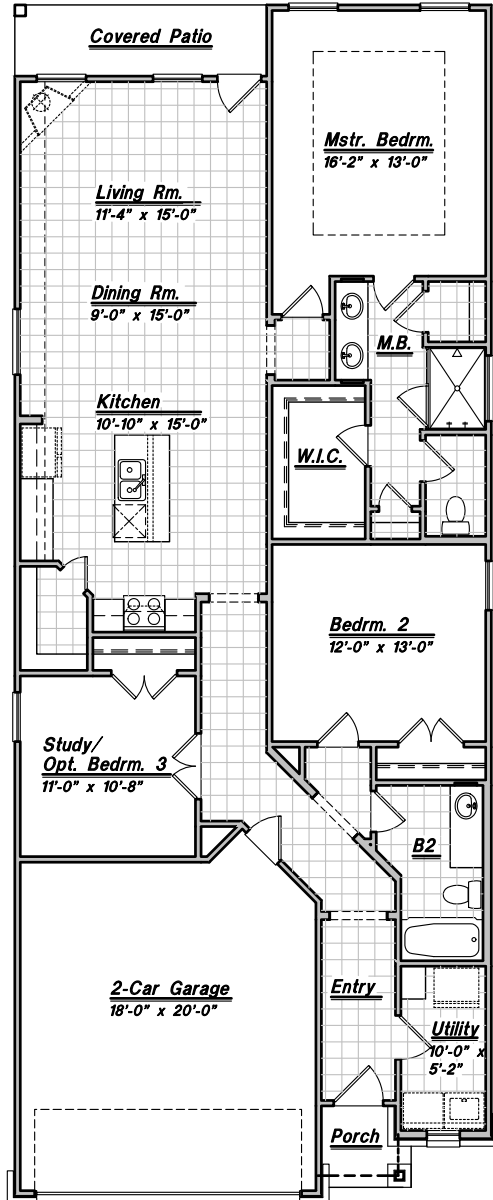 Covered Patio
Mstr. Bedrm.
16'-2" x 13'-0"
Living Rm.
11'-4" x 15'-0"
Dining Rm.
9'-0" x 15'-0"
M.B.
Kitchen
10'-10" x 15'-0"
W.I.C.
Bedrm. 2
12'-0" x 13'-0"
Study/
Opt. Bedrm. 3
11'-0" x 10'-8"
B2
2-Car Garage
18'-0" x 20'-0"
Entry
Utility
10'-0" x
5'-2"
Porch